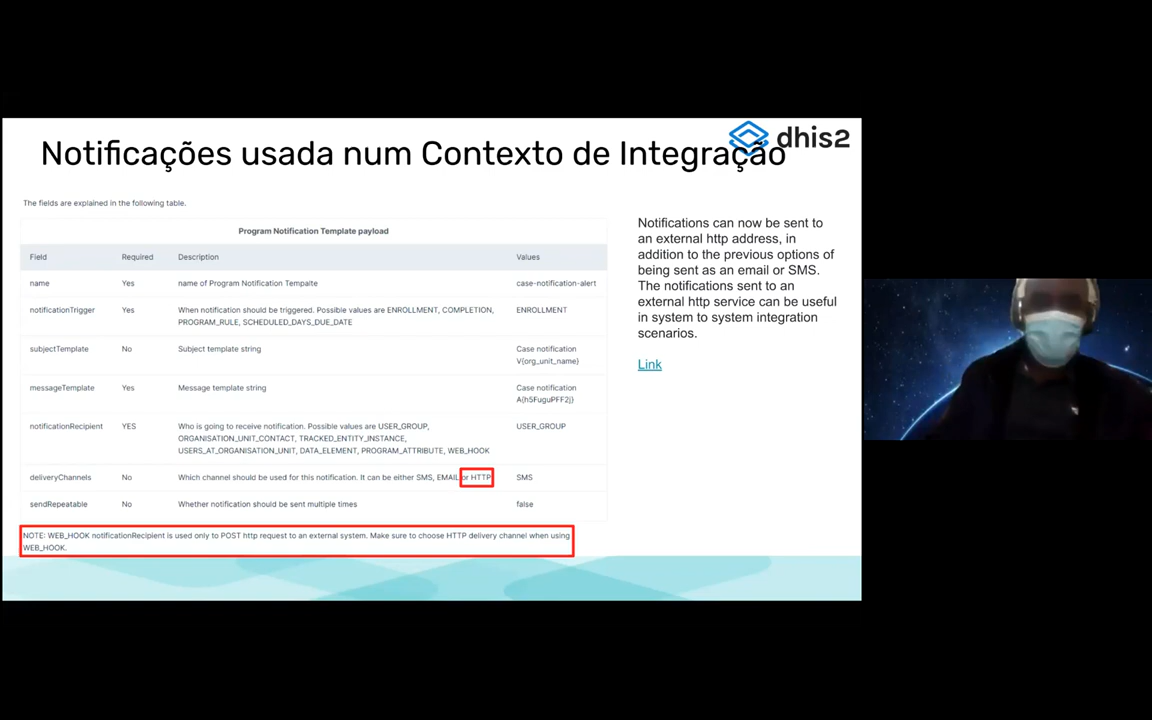 Notificações usada num Contexto de Integração
dhis2
The fields are explained in the following table.
Program Notification Template payload
Field Required Description Values
name Yes name of Program Notification Tempalte case-notification-alert
notificationTrigger Yes When notification should be triggered. Possible values are ENROLLMENT, COMPLETION, ENROLLMENT
PROGRAM_RULE, SCHEDULED_DAYS_DUE_DATE
subjectTemplate No Subject template string Case notification
V{org_unit_name}
messageTemplate Yes Message template string Case notification
A{h5FuguPFF2j}
notificationRecipient YES Who is going to receive notification. Possible values are USER_GROUP, USER_GROUP
ORGANISATION_UNIT_CONTACT, TRACKED_ENTITY_INSTANCE,
USERS_AT_ORGANISATION_UNIT, DATA_ELEMENT, PROGRAM_ATTRIBUTE, WEB_HOOK
deliveryChannels No Which channel should be used for this notification. It can be either SMS, EMAIL or HTTP SMS
sendRepeatable No Whether notification should be sent multiple times false
NOTE: WEB_HOOK notificationRecipient is used only to POST http request to an external system. Make sure to choose HTTP delivery channel when using
WEB_HOOK.
Notifications can now be sent to
an external http address, in
addition to the previous options of
being sent as an email or SMS.
The notifications sent to an
external http service can be useful
in system to system integration
scenarios.
Link